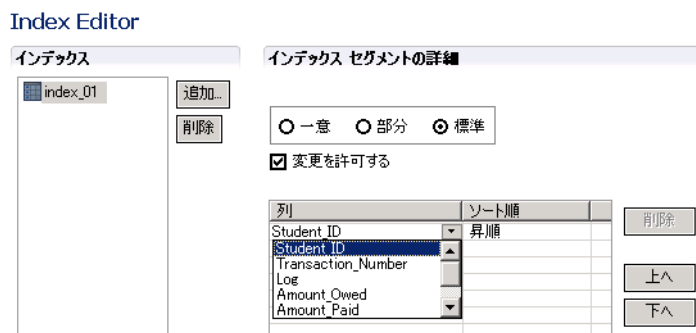 Index Editor
インデックス
インデックス セグメントの詳細
index_01
追加...
削除
一意
部分
標準
変更を許可する
列
ソート順
削除
Student_ID
昇順
Student_ID
Transaction_Number
Log
Amount_Owed
Amount_Paid
上へ
下へ